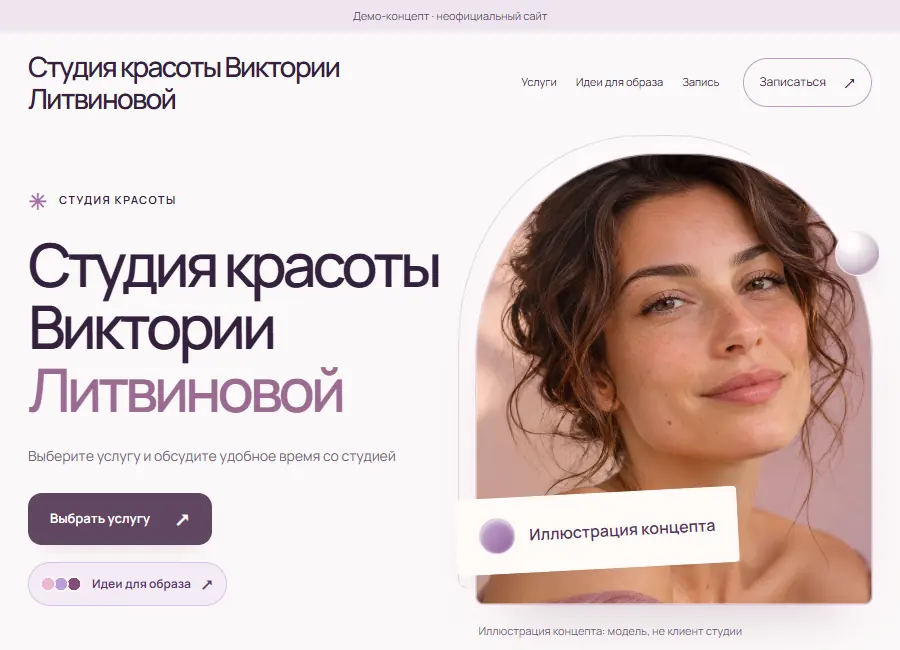 Демо-концепт · неофициальный сайт
Студия красоты Виктории
Литвиновой
Услуги Идеи для образа Запись Записаться ↗
СТУДИЯ КРАСОТЫ
Студия красоты
Виктории
Литвиновой
Выберите услугу и обсудите удобное время со студией
Выбрать услугу ↗
Идеи для образа ↗
Иллюстрация концепта
Иллюстрация концепта: модель, не клиент студии